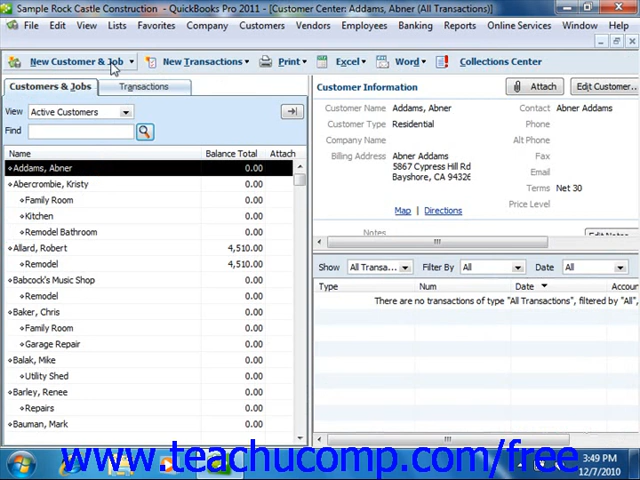 Sample Rock Castle Construction - QuickBooks Pro 2011 - [Customer Center: Addams, Abner (All Transactions)]
File Edit View Lists Favorites Company Customers Vendors Employees Banking Reports Online Services Window Help
New Customer & Job New Transactions Print Excel Word Collections Center
Customers & Jobs Transactions
View Active Customers
Find
Name Balance Total Attach
Addams, Abner 0.00
Abercrombie, Kristy 0.00
Family Room 0.00
Kitchen 0.00
Remodel Bathroom 0.00
Allard, Robert 4,510.00
Remodel 4,510.00
Babcock's Music Shop 0.00
Remodel 0.00
Baker, Chris 0.00
Family Room 0.00
Garage Repair 0.00
Balak, Mike 0.00
Utility Shed 0.00
Barley, Renee 0.00
Repairs 0.00
Bauman, Mark 0.00
Customer Information Attach Edit Customer...
Customer Name Addams, Abner Contact Abner Addams
Customer Type Residential Phone
Company Name Alt Phone
Billing Address Abner Addams Fax
5867 Cypress Hill Rd Email
Bayshore, CA 94326 Terms Net 30
Price Level
Map | Directions
Notes Edit Notes
Show All Transa... Filter By All Date All
Type Num Date Accou
There are no transactions of type "All Transactions", filtered by "All",
www.teachucomp.com/free
3:49 PM
12/7/2010